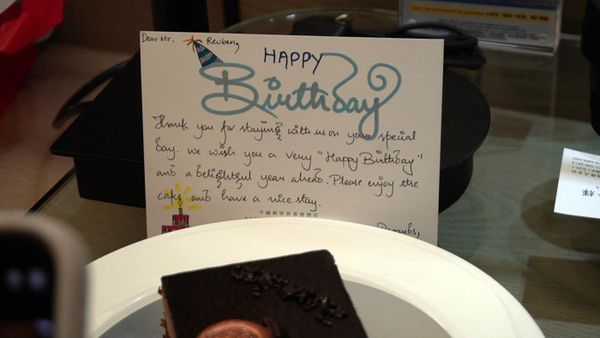 Dear Mr. Reuben,
HAPPY
Birthday
Thank you for staying with us on your special
day. we wish you a very "Happy Birthday"
and a delightful year ahead. Please enjoy the
cake and have a nice stay.